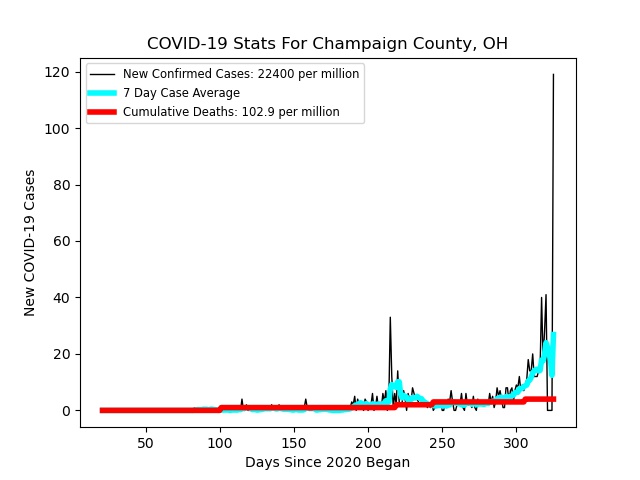 COVID-19 Stats For Champaign County, OH
New Confirmed Cases: 22400 per million
7 Day Case Average
Cumulative Deaths: 102.9 per million
New COVID-19 Cases
120
100
80
60
40
20
0
50 100 150 200 250 300
Days Since 2020 Began